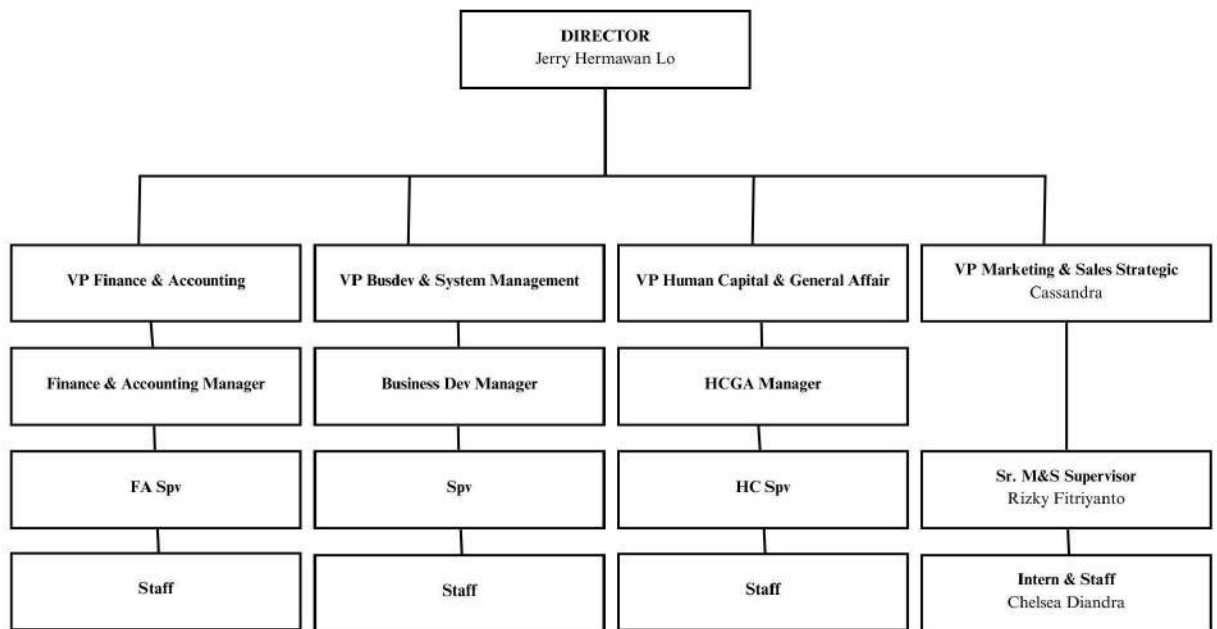 DIRECTOR
Jerry Hermawan Lo
VP Finance & Accounting
VP Busdev & System Management
VP Human Capital & General Affair
VP Marketing & Sales Strategic
Cassandra
Finance & Accounting Manager
Business Dev Manager
HCGA Manager
FA Spv
Spv
HC Spv
Sr. M&S Supervisor
Rizky Fitriyanto
Staff
Staff
Staff
Intern & Staff
Chelsea Diandra